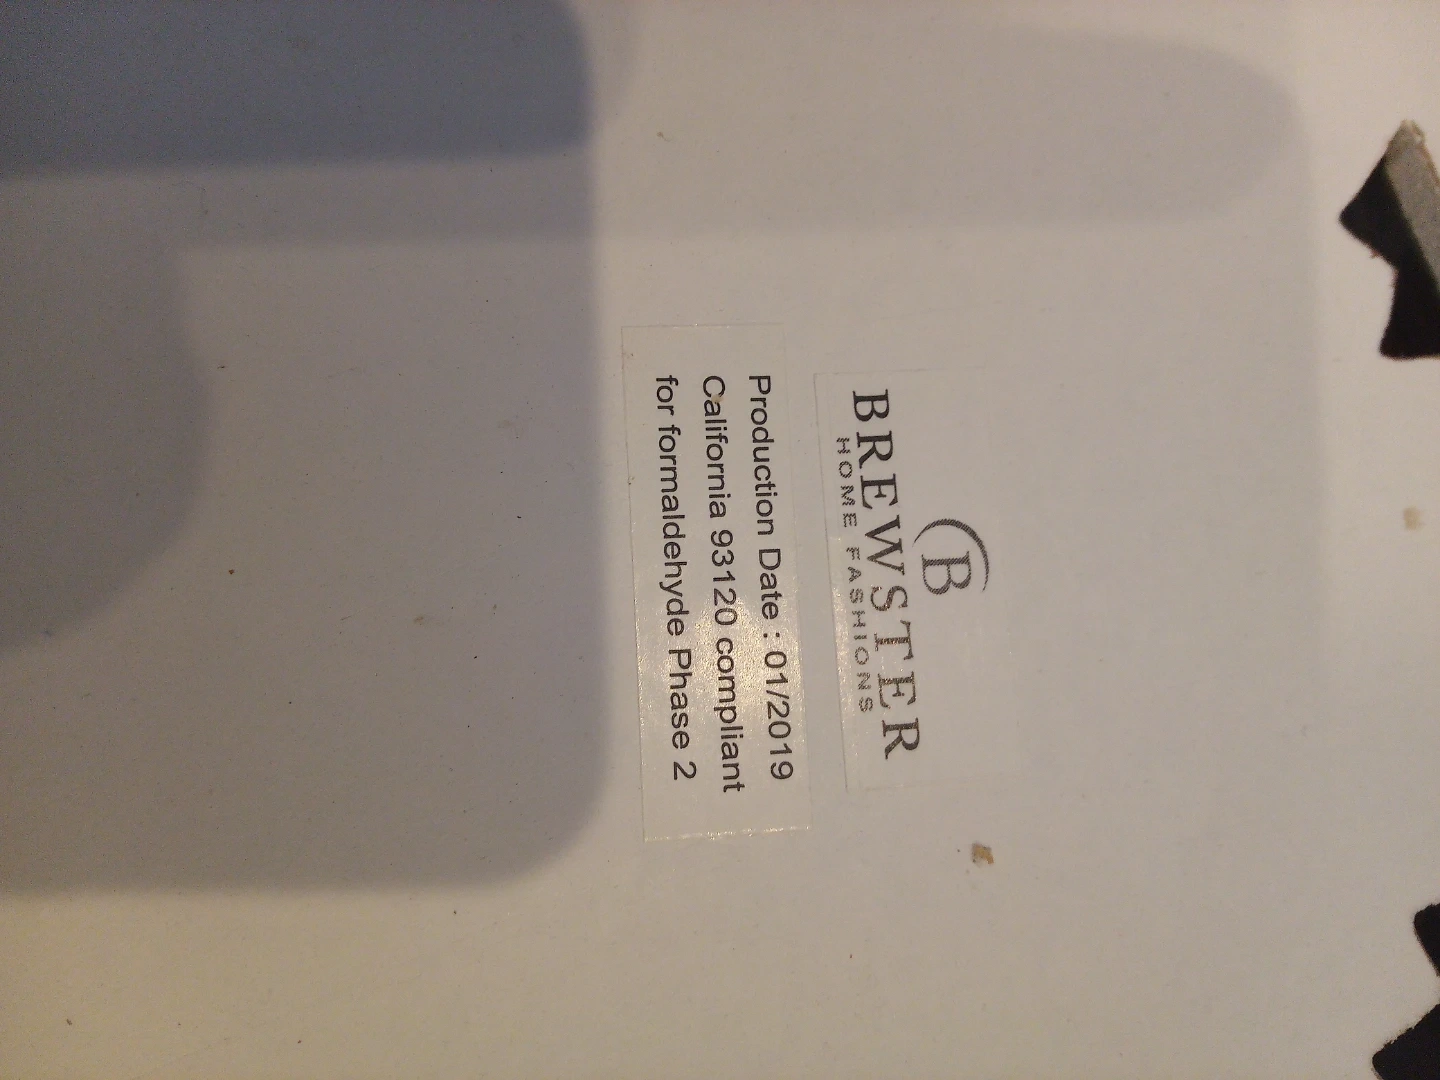 B
BREWSTER
HOME FASHIONS
Production Date : 01/2019
California 93120 compliant
for formaldehyde Phase 2